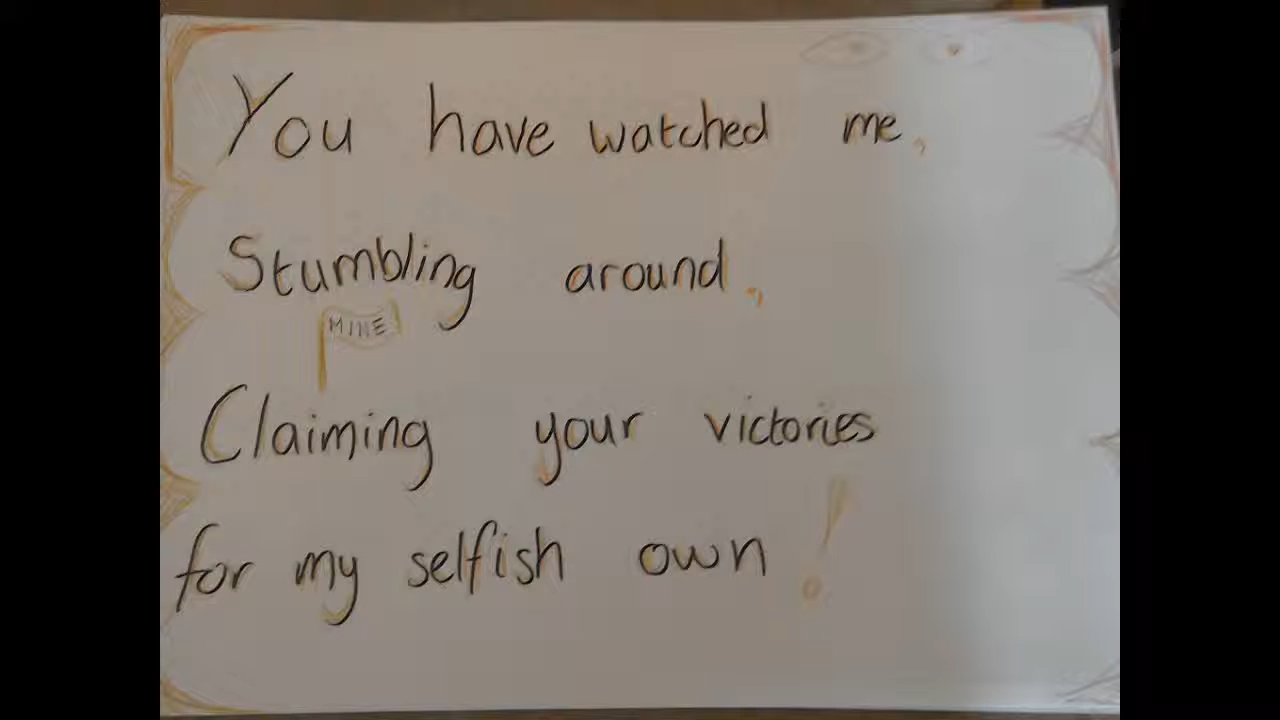 You have watched me,
Stumbling around,
MINE
Claiming your victories
for my selfish own!